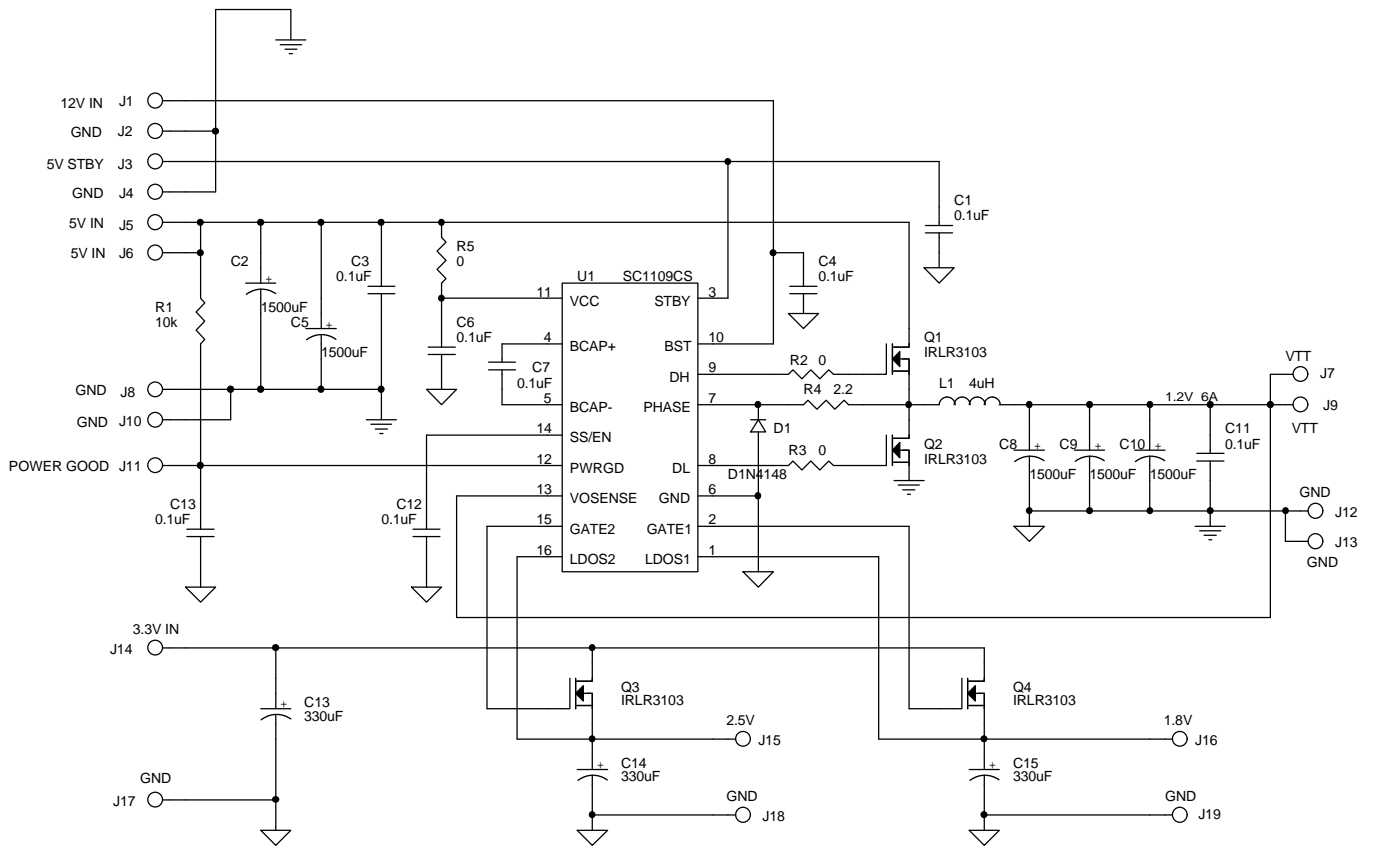 12V IN J1
GND J2
5V STBY J3
GND J4
5V IN J5
5V IN J6
C1
0.1uF
R5
0
C2
1500uF
C3
0.1uF
C4
0.1uF
U1 SC1109CS
R1
10k
C5
1500uF
C6
0.1uF
C7
0.1uF
11 VCC
4 BCAP+
5 BCAP-
14 SS/EN
12 PWRGD
13 VOSENSE
15 GATE2
16 LDOS2
STBY 3
BST 10
DH 9
PHASE 7
DL 8
GND 6
GATE1 2
LDOS1 1
R2 0
R4 2.2
R3 0
D1
D1N4148
Q1
IRLR3103
Q2
IRLR3103
L1 4uH
1.2V 6A
VTT
J7
J9
VTT
C8
1500uF
C9
1500uF
C10
1500uF
C11
0.1uF
GND
J12
J13
GND
GND J8
GND J10
POWER GOOD J11
C13
0.1uF
C12
0.1uF
3.3V IN
J14
C13
330uF
GND
J17
Q3
IRLR3103
2.5V
J15
C14
330uF
GND
J18
Q4
IRLR3103
1.8V
J16
C15
330uF
GND
J19